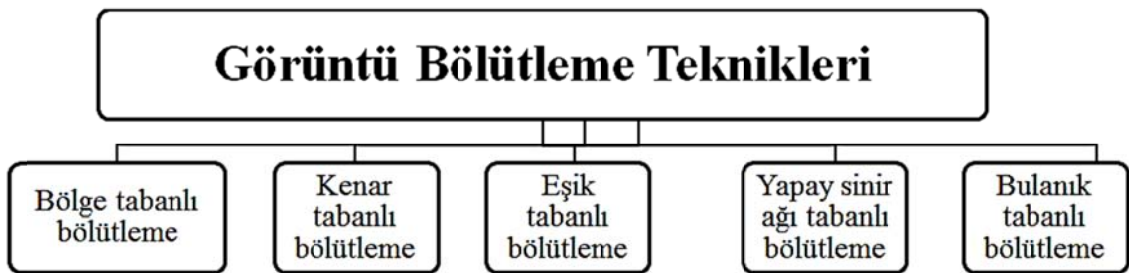 Görüntü Bölütleme Teknikleri
Bölge tabanlı
bölütleme
Kenar
tabanlı
bölütleme
Eşik
tabanlı
bölütleme
Yapay sinir
ağı tabanlı
bölütleme
Bulanık
tabanlı
bölütleme